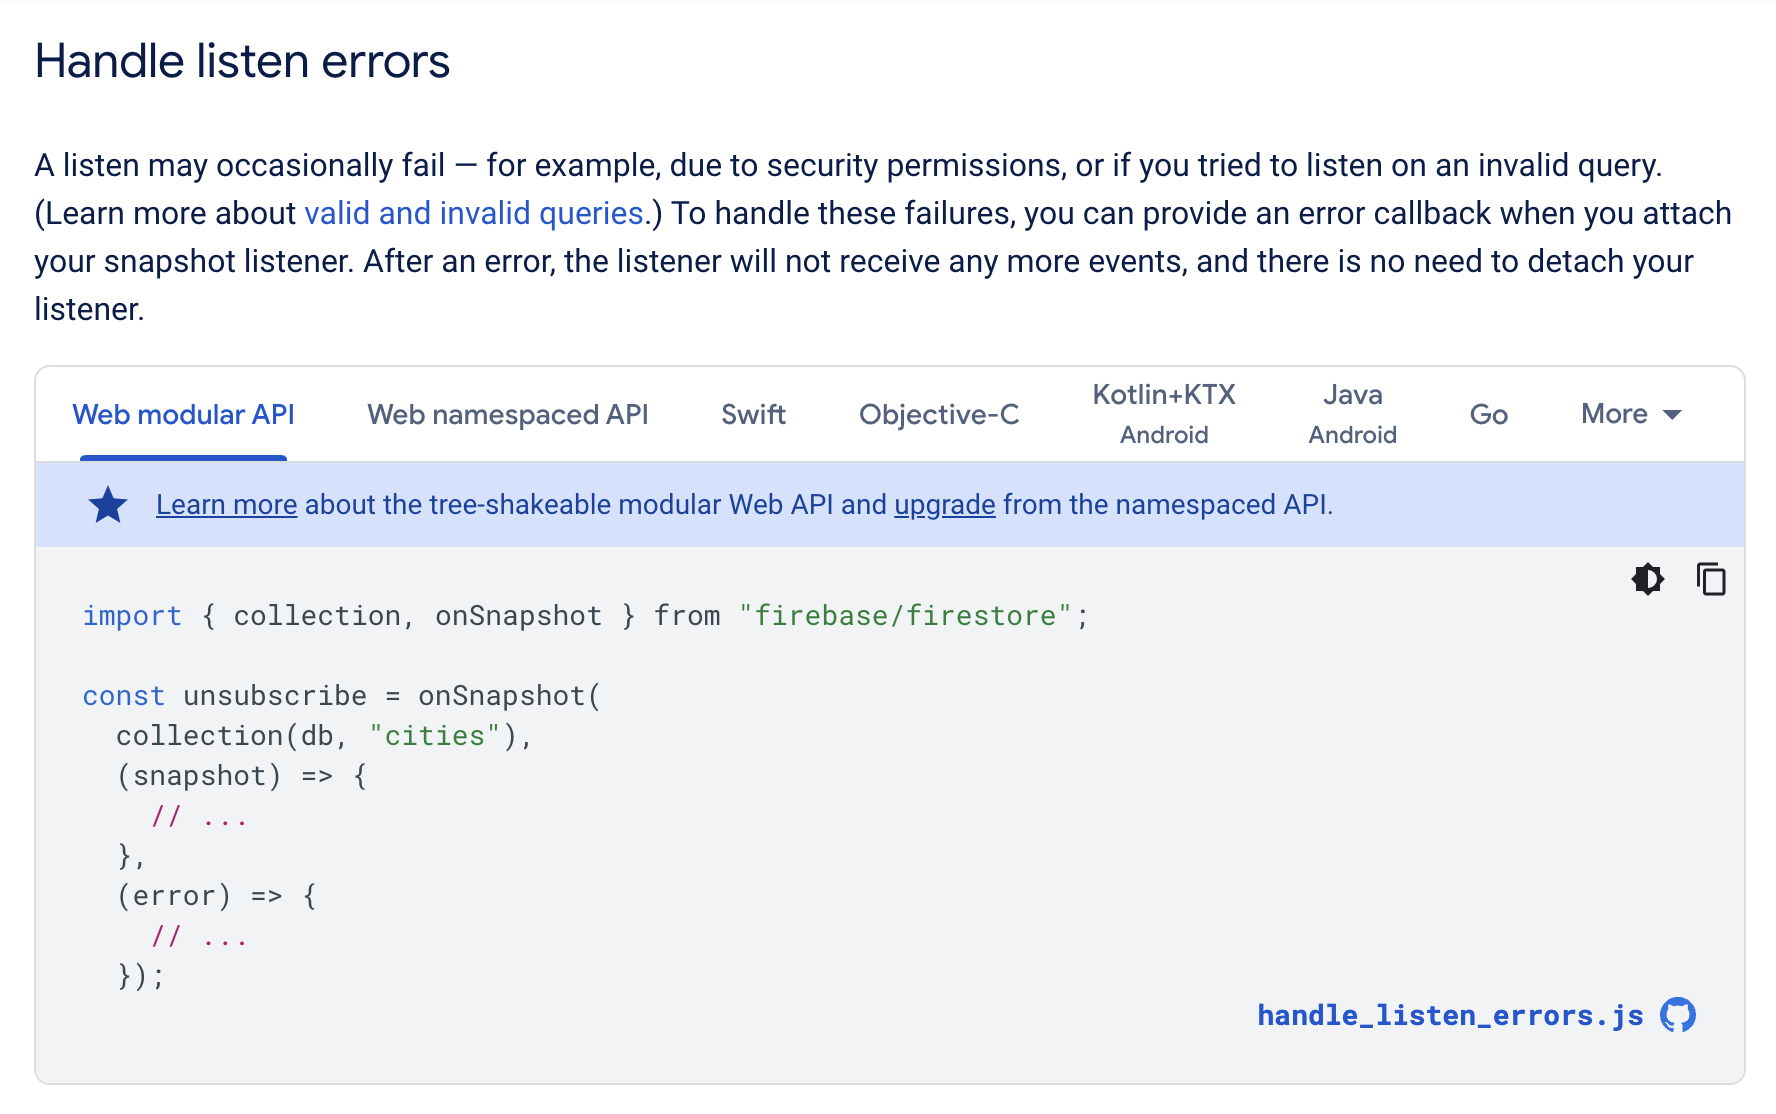 Handle listen errors
A listen may occasionally fail — for example, due to security permissions, or if you tried to listen on an invalid query.
(Learn more about valid and invalid queries.) To handle these failures, you can provide an error callback when you attach
your snapshot listener. After an error, the listener will not receive any more events, and there is no need to detach your
listener.
Web modular API Web namespaced API Swift Objective-C Kotlin+KTX Android Java Android Go More
Learn more about the tree-shakeable modular Web API and upgrade from the namespaced API.
import { collection, onSnapshot } from "firebase/firestore";

const unsubscribe = onSnapshot(
  collection(db, "cities"),
  (snapshot) => {
    // ...
  },
  (error) => {
    // ...
  });
handle_listen_errors.js